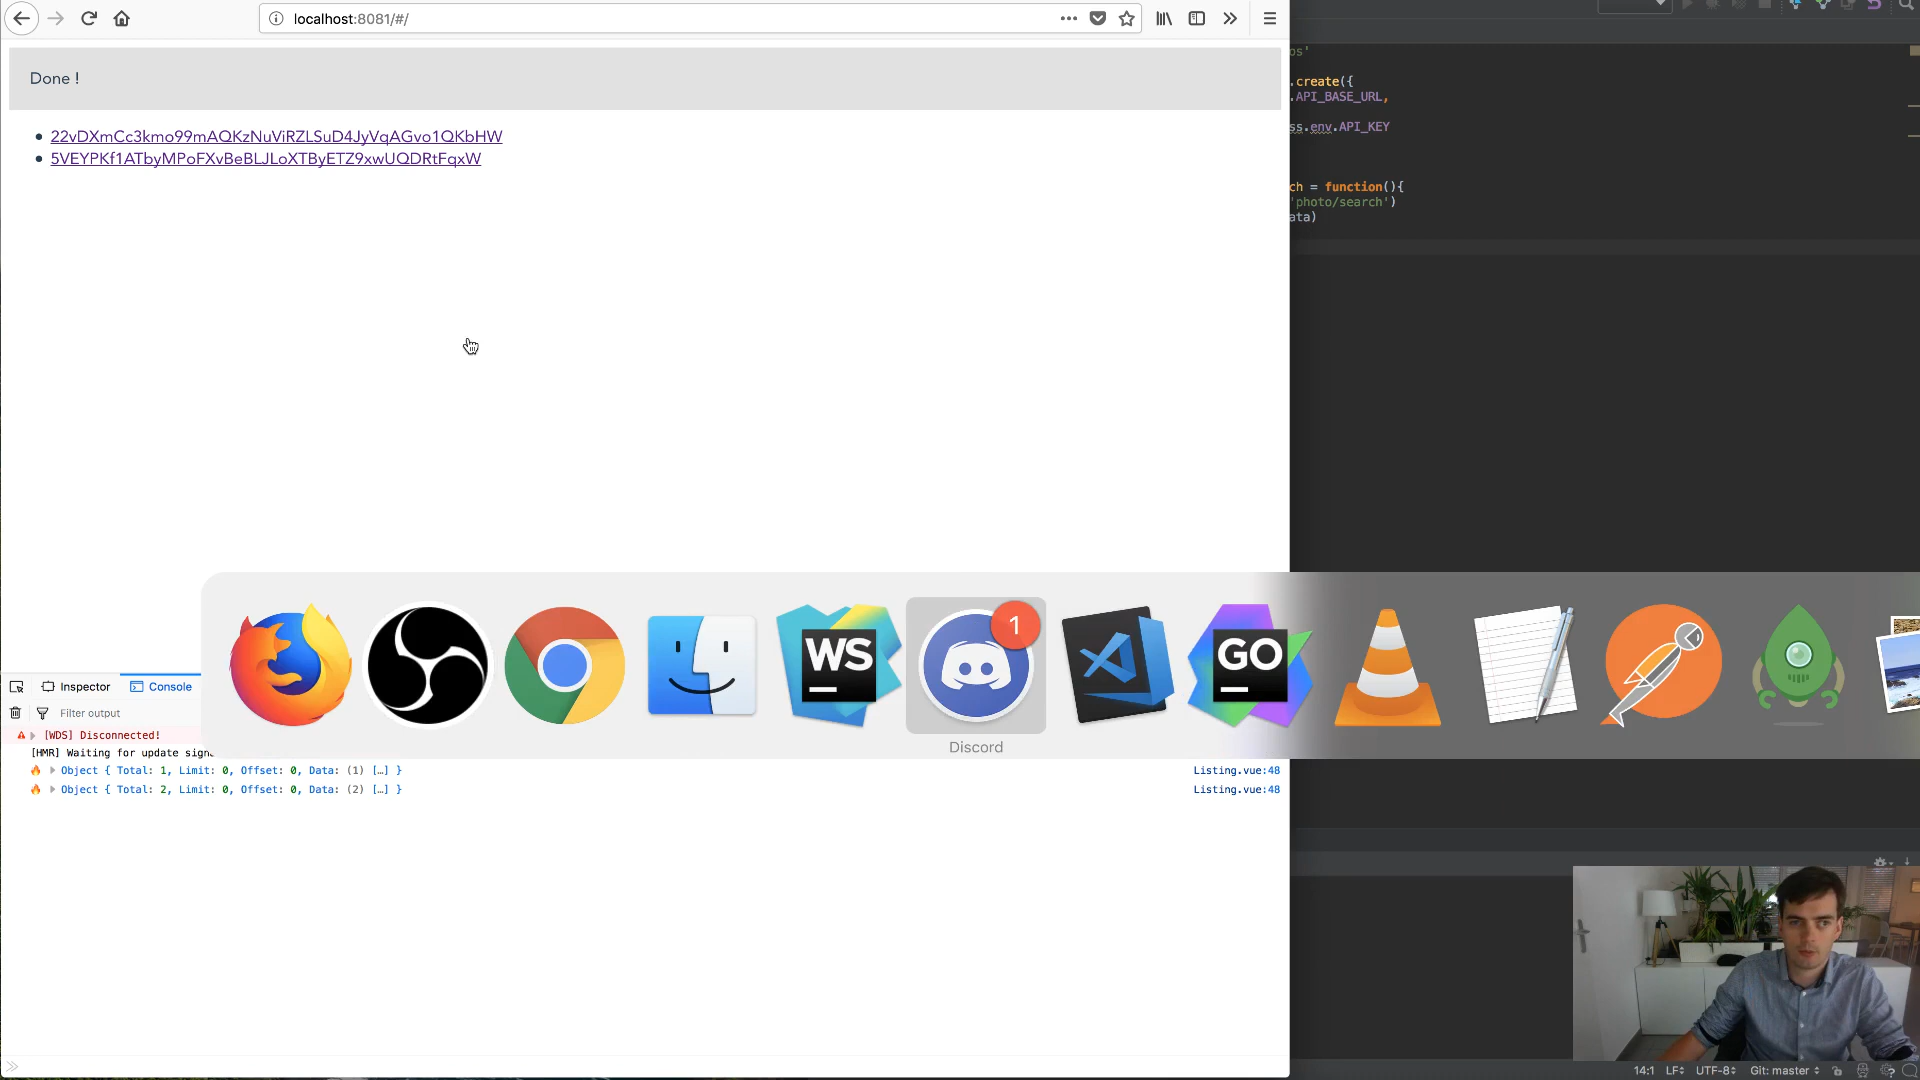 localhost:8081/#/
Done !
22vDXmCc3kmo99mAQKzNuViRZLSuD4JyVqAGvo1QKbHW
5VEYPKf1ATbyMPoFXvBeBLJLoXTByETZ9xwUQDRtFqxW
os'
.create({
.API_BASE_URL,
ss.env.API_KEY
ch = function(){
'photo/search')
ata)
WS
1
GO
Discord
Inspector
Console
Filter output
[WDS] Disconnected!
[HMR] Waiting for update sign
Object { Total: 1, Limit: 0, Offset: 0, Data: (1) […] }
Listing.vue:48
Object { Total: 2, Limit: 0, Offset: 0, Data: (2) […] }
Listing.vue:48
14:1 LF UTF-8 Git: master